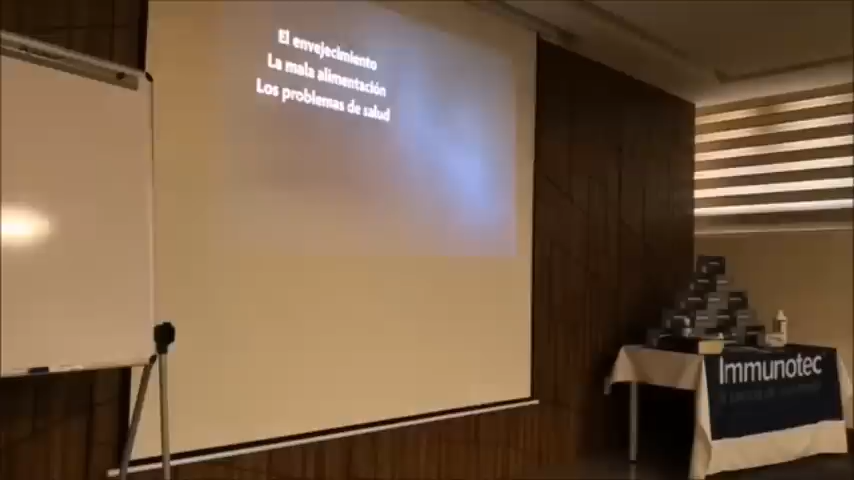 El envejecimiento
La mala alimentación
Los problemas de salud
Immunotec